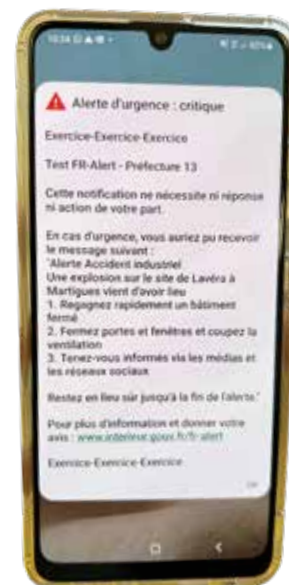 Alerte d'urgence : critique
Exercice-Exercice-Exercice
Test FR-Alert - Préfecture 13
Cette notification ne nécessite ni réponse
ni action de votre part.
En cas d'urgence, vous auriez pu recevoir
le message suivant :
"Alerte Accident industriel
Une explosion sur le site de Lavéra à
Martigues vient d'avoir lieu
1. Regagnez rapidement un bâtiment
fermé
2. Fermez portes et fenêtres et coupez la
ventilation
3. Tenez-vous informés via les médias et
les réseaux sociaux
Restez en lieu sûr jusqu'à la fin de l'alerte."
Pour plus d'information et donner votre
avis : www.interieur.gouv.fr/fr-alert
Exercice-Exercice-Exercice